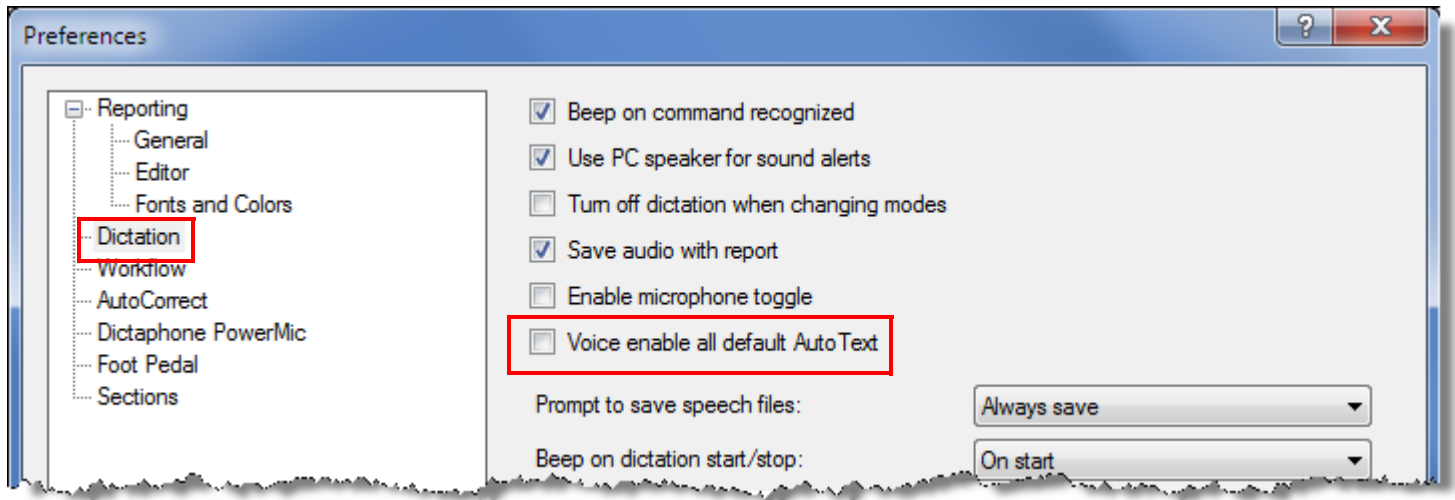 Preferences
Reporting
General
Editor
Fonts and Colors
Dictation
Workflow
AutoCorrect
Dictaphone PowerMic
Foot Pedal
Sections
Beep on command recognized
Use PC speaker for sound alerts
Turn off dictation when changing modes
Save audio with report
Enable microphone toggle
Voice enable all default AutoText
Prompt to save speech files: Always save
Beep on dictation start/stop: On start